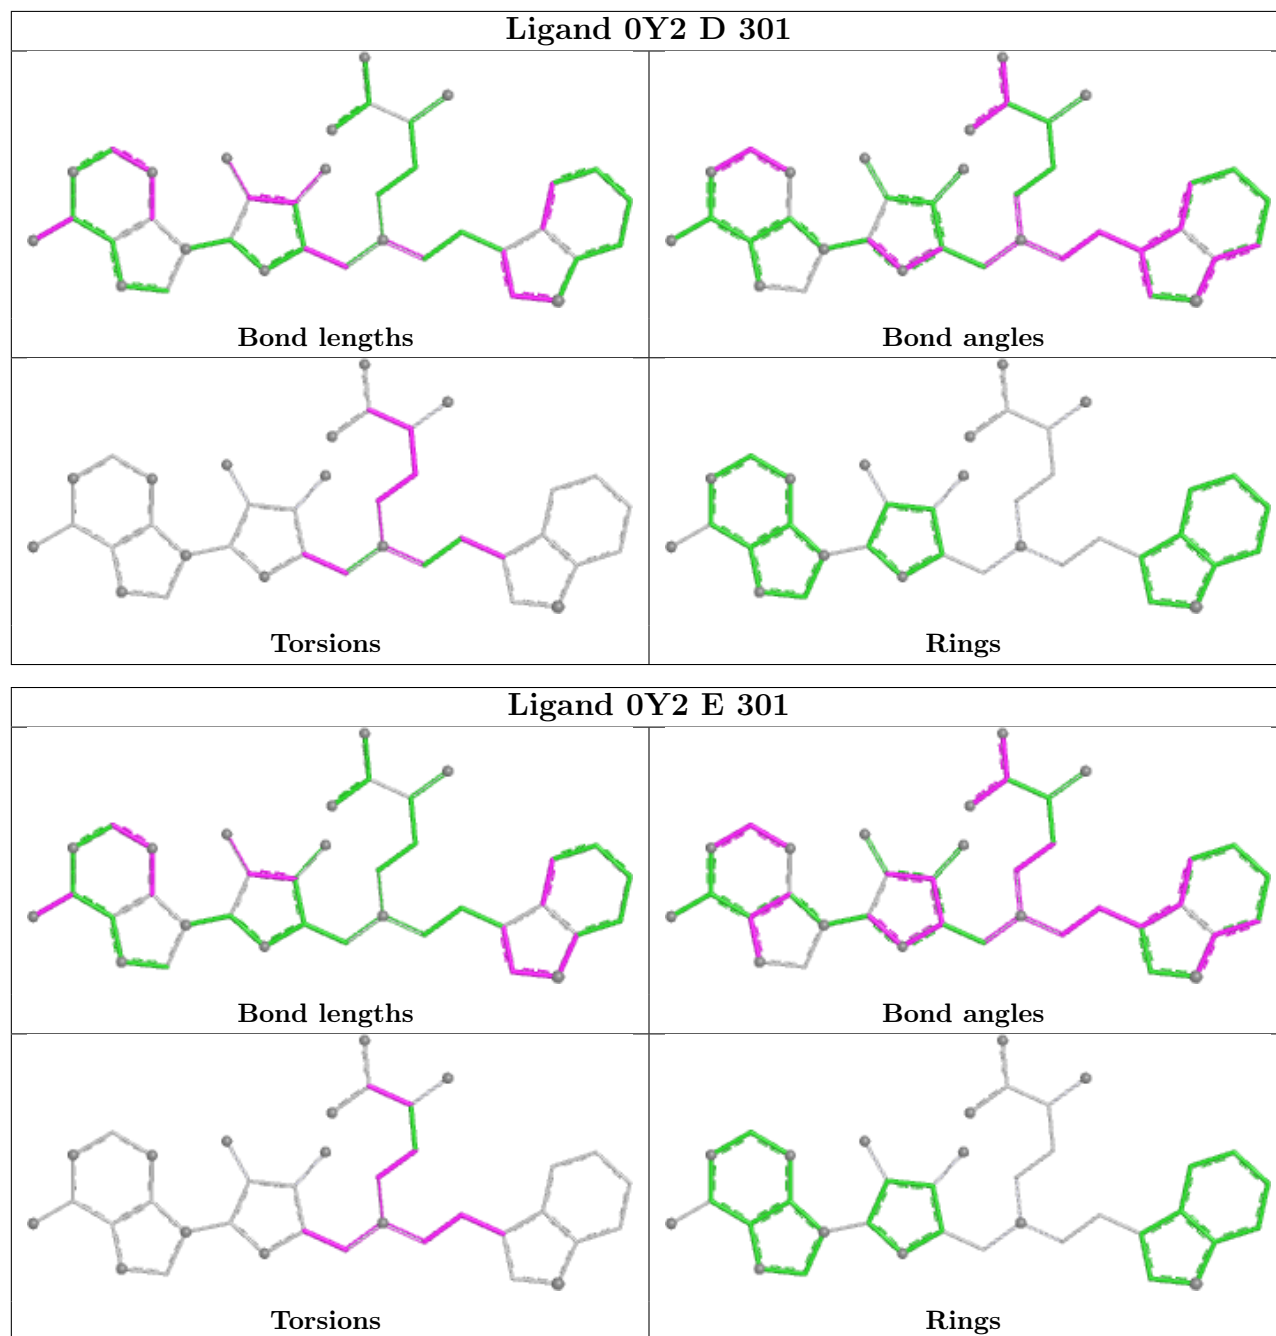 Ligand 0Y2 D 301
Bond lengths
Bond angles
Torsions
Rings
Ligand 0Y2 E 301
Bond lengths
Bond angles
Torsions
Rings